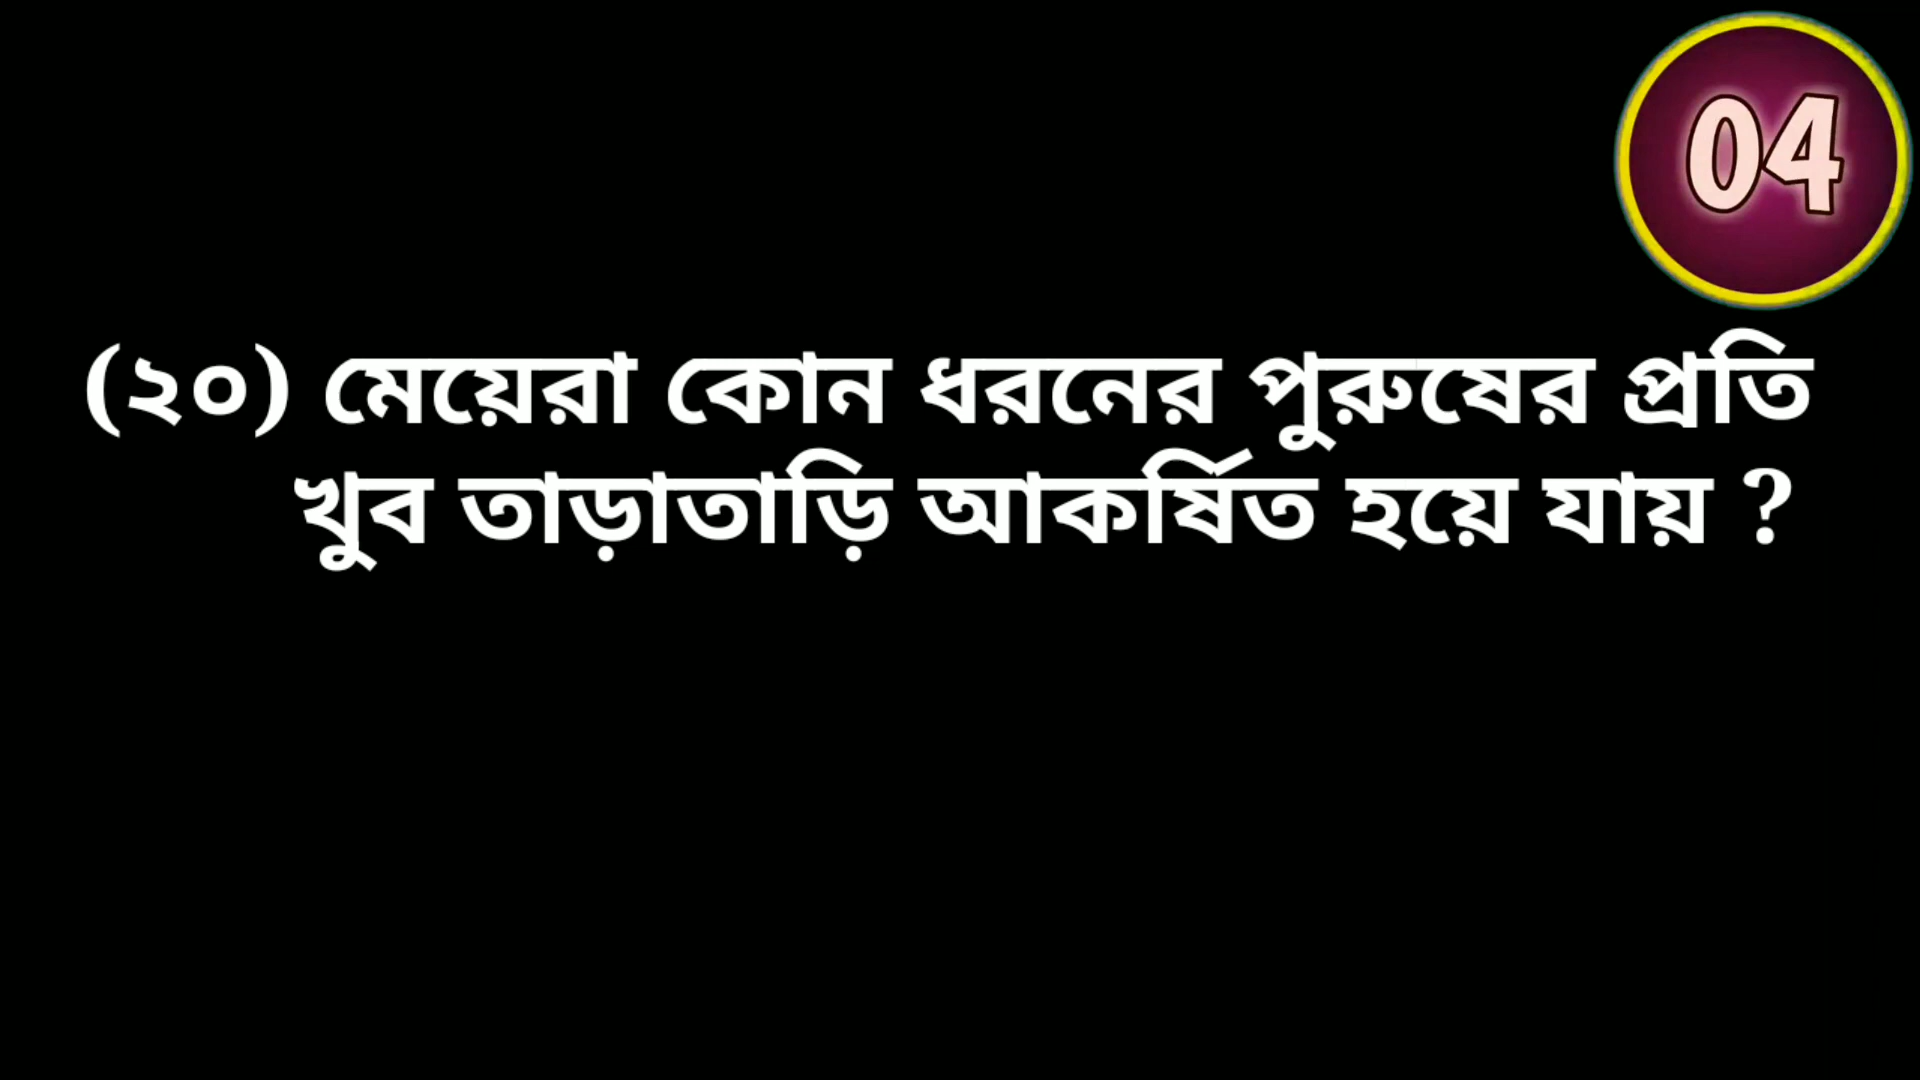 04
(২০) মেয়েরা কোন ধরনের পুরুষের প্রতি
খুব তাড়াতাড়ি আকর্ষিত হয়ে যায় ?